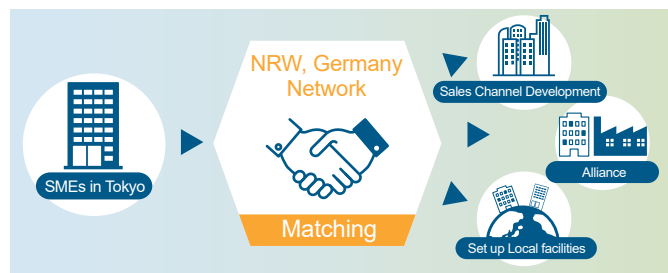 SMEs in Tokyo
NRW, Germany
Network
Matching
Sales Channel Development
Alliance
Set up Local facilities